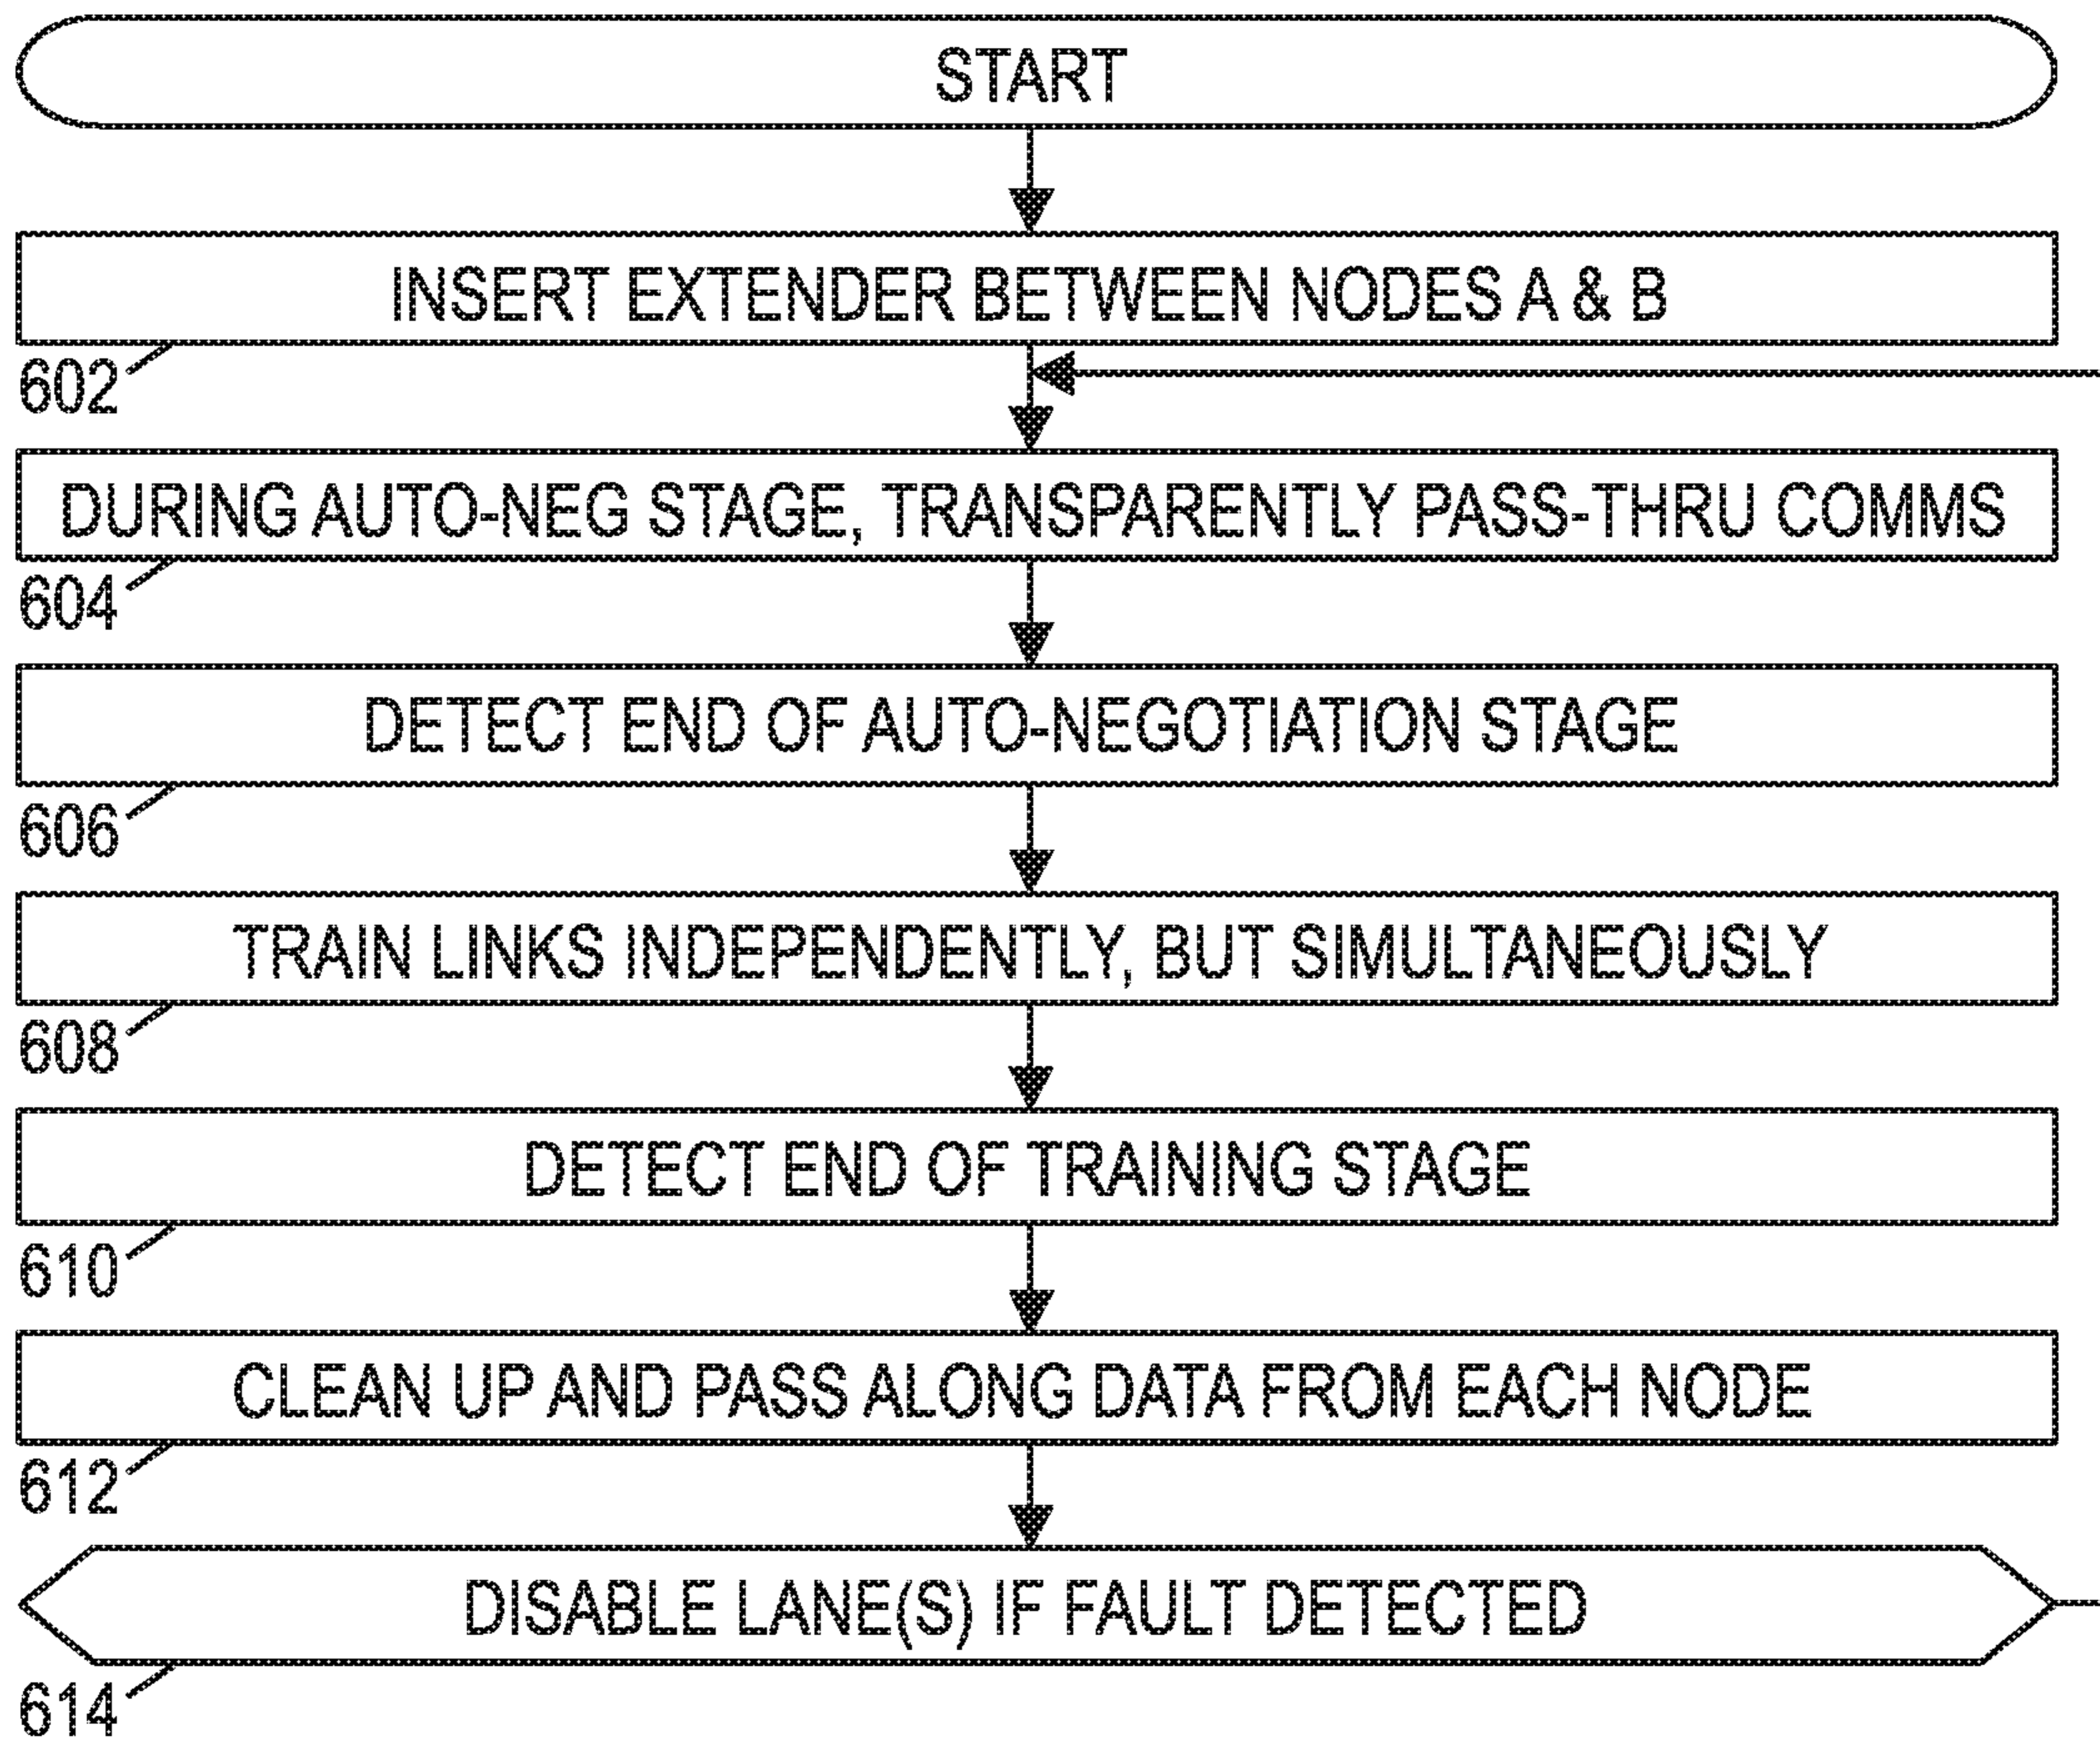 START
INSERT EXTENDER BETWEEN NODES A & B
602
DURING AUTO-NEG STAGE, TRANSPARENTLY PASS-THRU COMMS
604
DETECT END OF AUTO-NEGOTIATION STAGE
606
TRAIN LINKS INDEPENDENTLY, BUT SIMULTANEOUSLY
608
DETECT END OF TRAINING STAGE
610
CLEAN UP AND PASS ALONG DATA FROM EACH NODE
612
DISABLE LANE(S) IF FAULT DETECTED
614